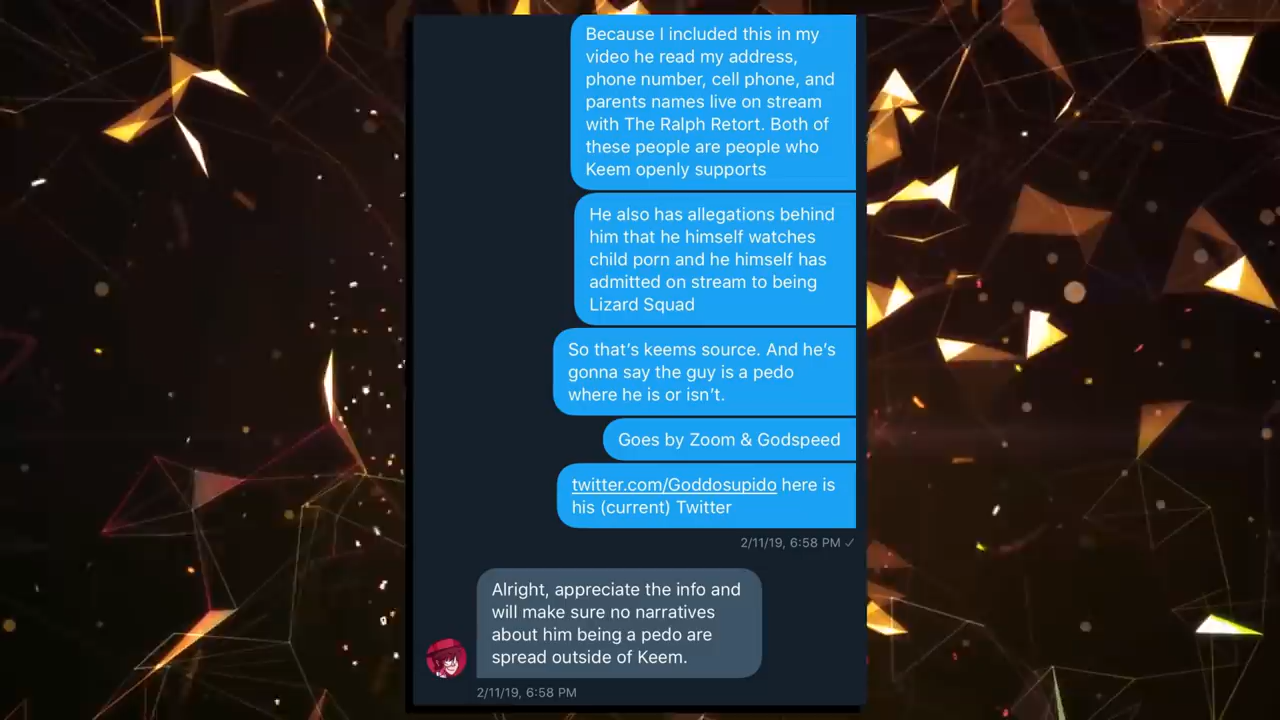 Because I included this in my
video he read my address,
phone number, cell phone, and
parents names live on stream
with The Ralph Retort. Both of
these people are people who
Keem openly supports
He also has allegations behind
him that he himself watches
child porn and he himself has
admitted on stream to being
Lizard Squad
So that's keems source. And he's
gonna say the guy is a pedo
where he is or isn't.
Goes by Zoom & Godspeed
twitter.com/Goddosupido here is
his (current) Twitter
2/11/19, 6:58 PM ✓
Alright, appreciate the info and
will make sure no narratives
about him being a pedo are
spread outside of Keem.
2/11/19, 6:58 PM